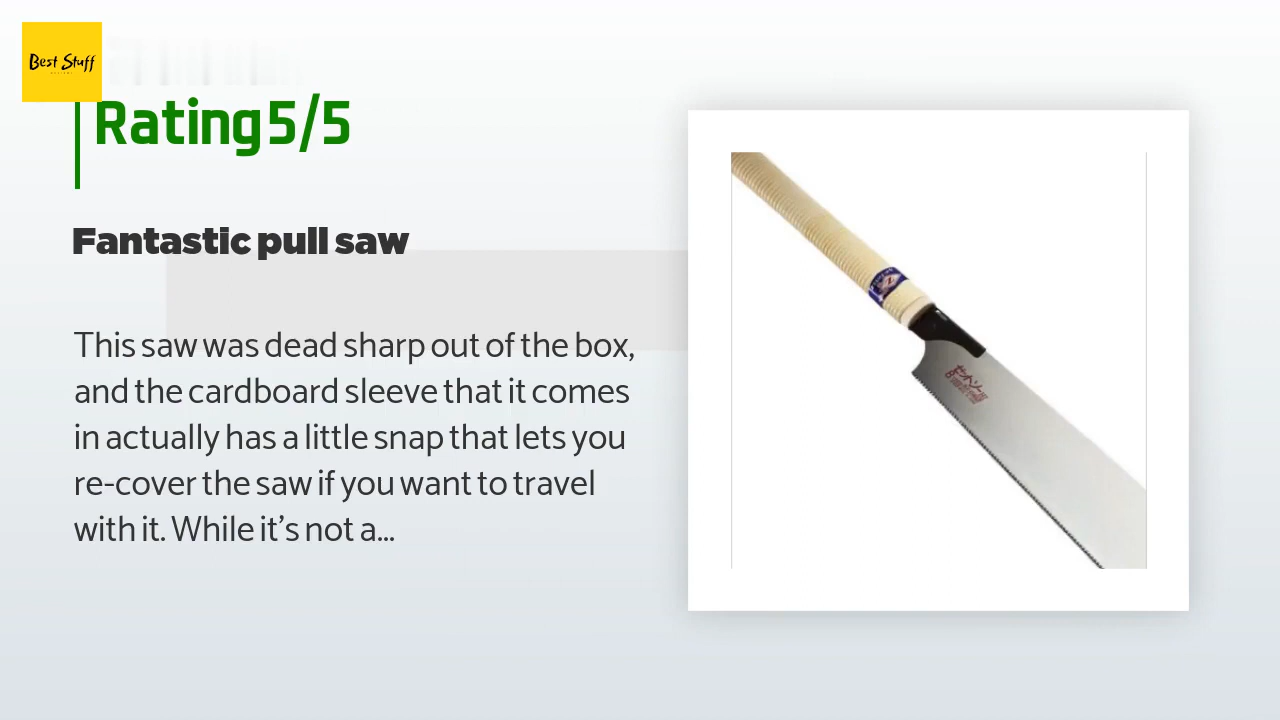 Best Stuff
Rating 5/5
Fantastic pull saw
This saw was dead sharp out of the box,
and the cardboard sleeve that it comes
in actually has a little snap that lets you
re-cover the saw if you want to travel
with it. While it’s not a...